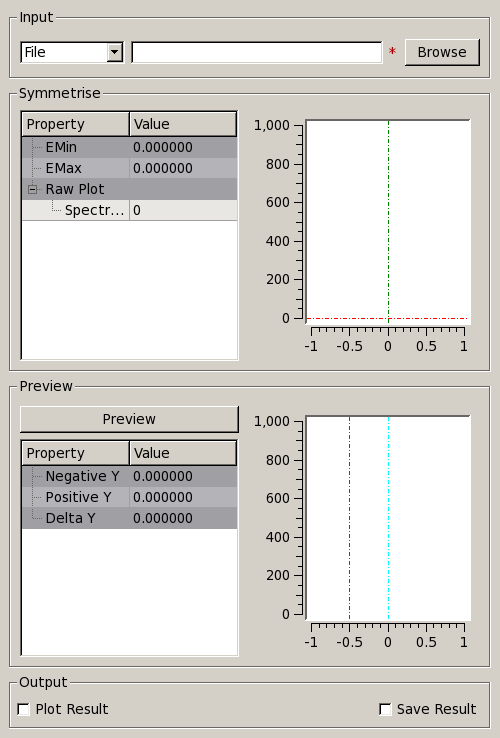 Input
File * Browse
Symmetrise
Property Value
EMin 0.000000
EMax 0.000000
Raw Plot
Spectr... 0
1,000
800
600
400
200
0
-1 -0.5 0 0.5 1
Preview
Preview
Property Value
Negative Y 0.000000
Positive Y 0.000000
Delta Y 0.000000
1,000
800
600
400
200
0
-1 -0.5 0 0.5 1
Output
Plot Result Save Result